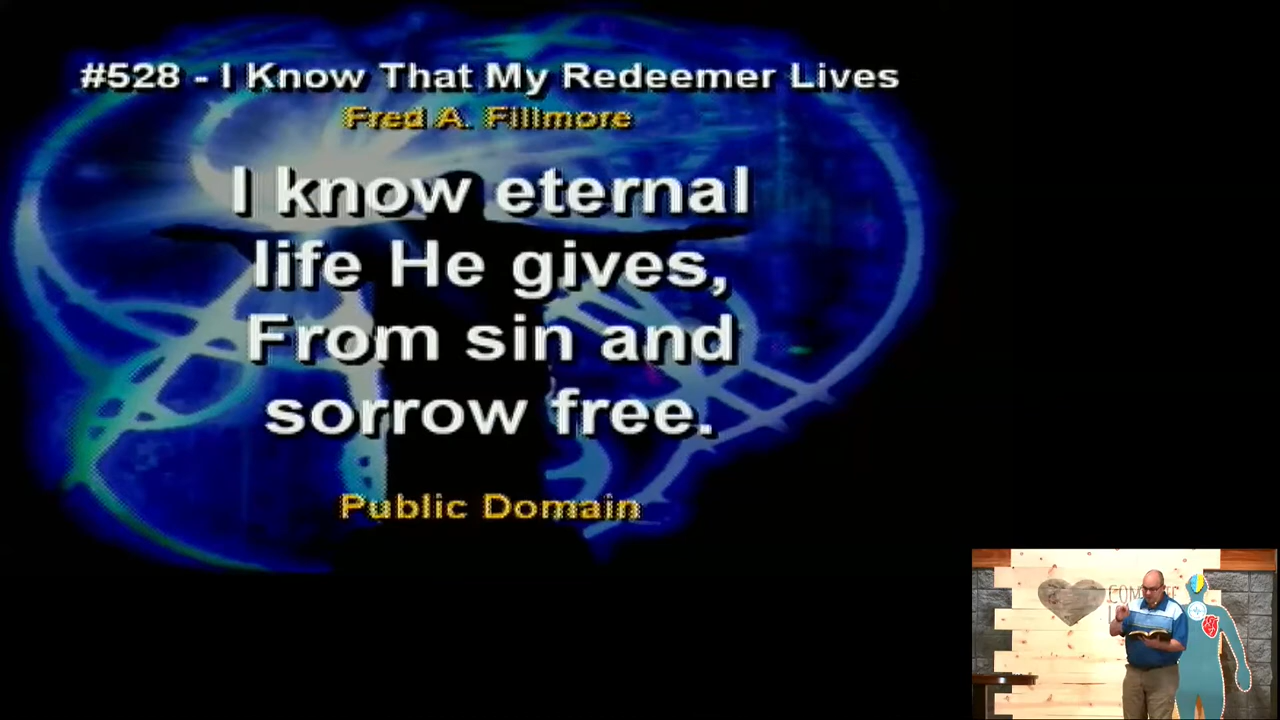 #528 - I Know That My Redeemer Lives
Fred A. Fillmore
I know eternal
life He gives,
From sin and
sorrow free.
Public Domain